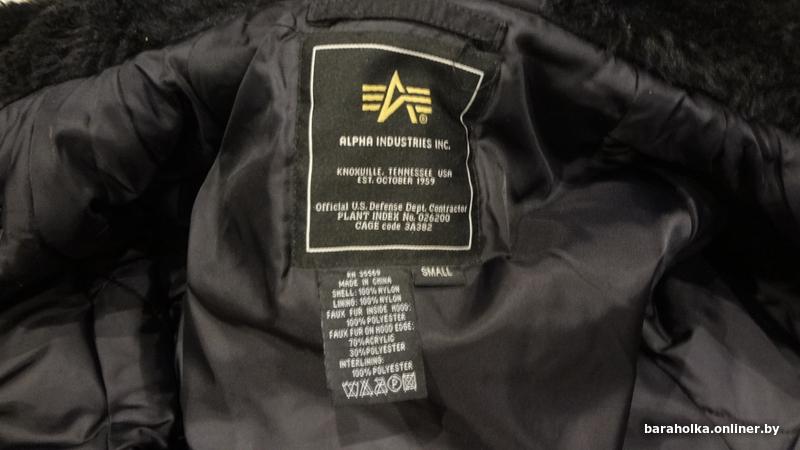 ALPHA INDUSTRIES INC.
KNOXVILLE, TENNESSEE USA
EST. OCTOBER 1959
Official U.S. Defense Dept. Contractor
PLANT INDEX No. 026200
CAGE code 3A382
SMALL
RN 35569
MADE IN CHINA
SHELL: 100% NYLON
LINING: 100% NYLON
FAUX FUR INSIDE HOOD:
100% POLYESTER
FAUX FUR ON HOOD EDGE:
70% ACRYLIC
30% POLYESTER
INTERLINING:
100% POLYESTER
baraholka.onliner.by